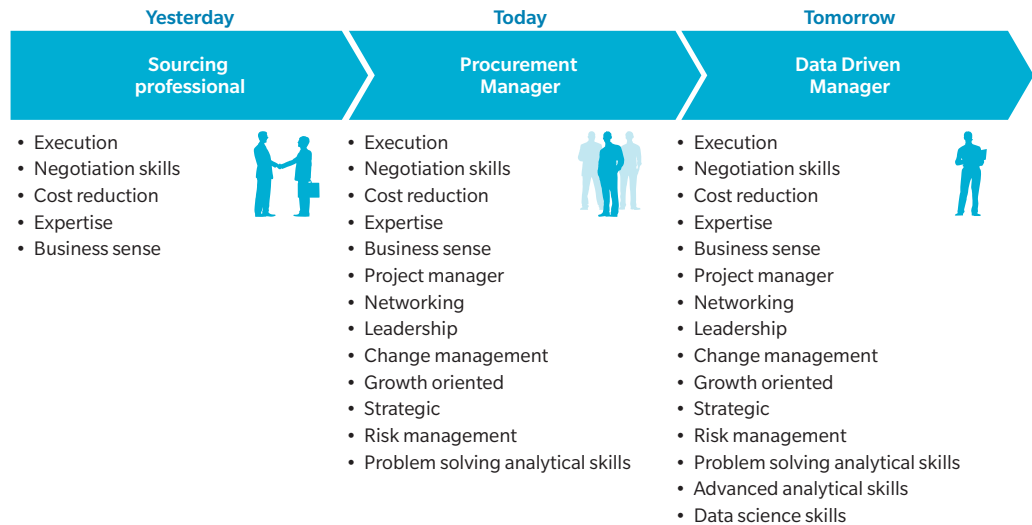 Yesterday
Today
Tomorrow
Sourcing
professional
Procurement
Manager
Data Driven
Manager
• Execution
• Negotiation skills
• Cost reduction
• Expertise
• Business sense
• Execution
• Negotiation skills
• Cost reduction
• Expertise
• Business sense
• Project manager
• Networking
• Leadership
• Change management
• Growth oriented
• Strategic
• Risk management
• Problem solving analytical skills
• Execution
• Negotiation skills
• Cost reduction
• Expertise
• Business sense
• Project manager
• Networking
• Leadership
• Change management
• Growth oriented
• Strategic
• Risk management
• Problem solving analytical skills
• Advanced analytical skills
• Data science skills